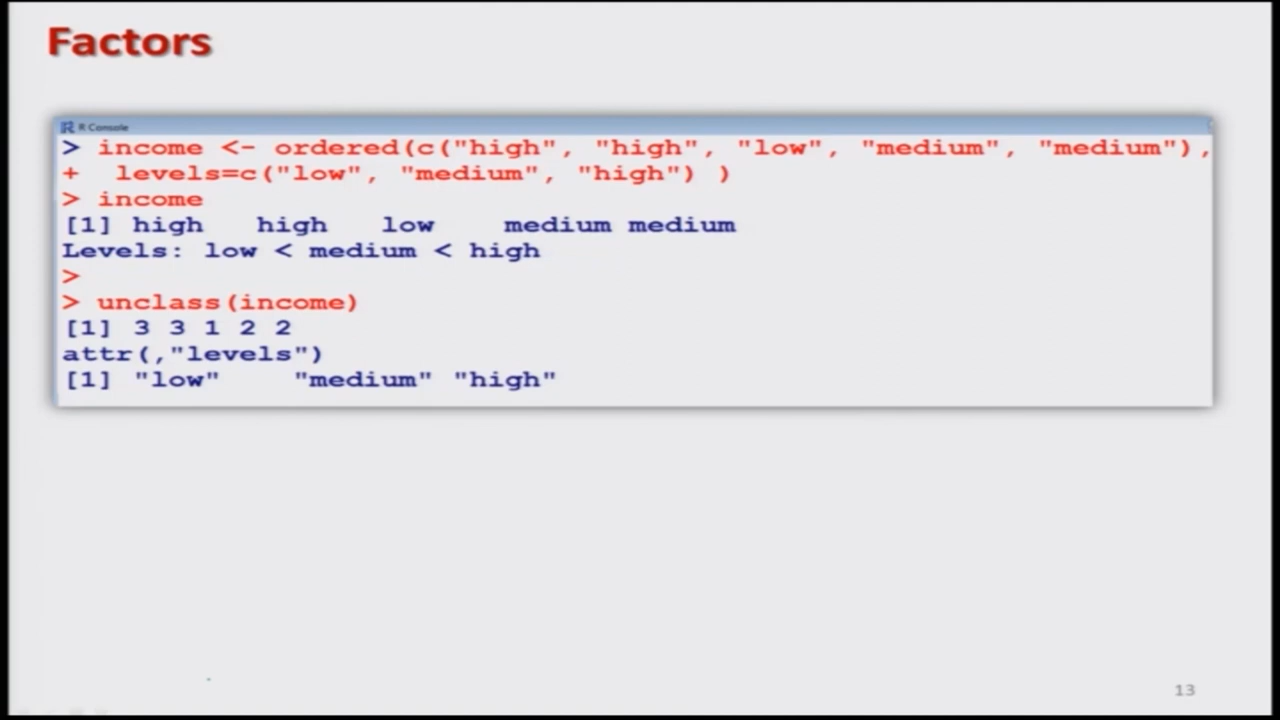 Factors
R Console
> income <- ordered(c("high", "high", "low", "medium", "medium"),
+  levels=c("low", "medium", "high") )
> income
[1] high   high   low    medium medium
Levels: low < medium < high
>
> unclass(income)
[1] 3 3 1 2 2
attr(,"levels")
[1] "low"    "medium" "high"
13